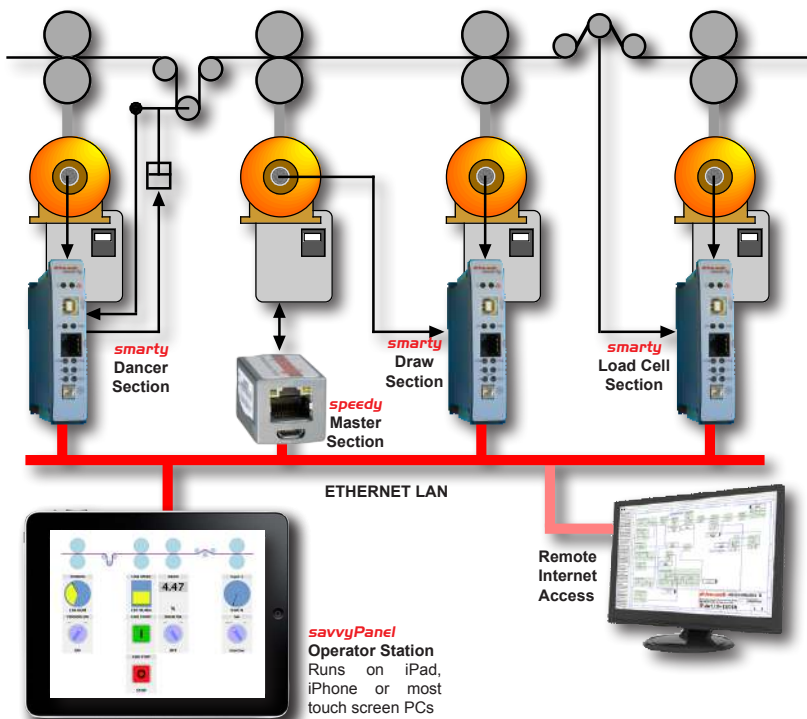 smarty
Dancer
Section
speedy
Master
Section
smarty
Draw
Section
smarty
Load Cell
Section
ETHERNET LAN
4.47
%
savvyPanel
Operator Station
Runs on iPad,
iPhone or most
touch screen PCs
Remote
Internet
Access